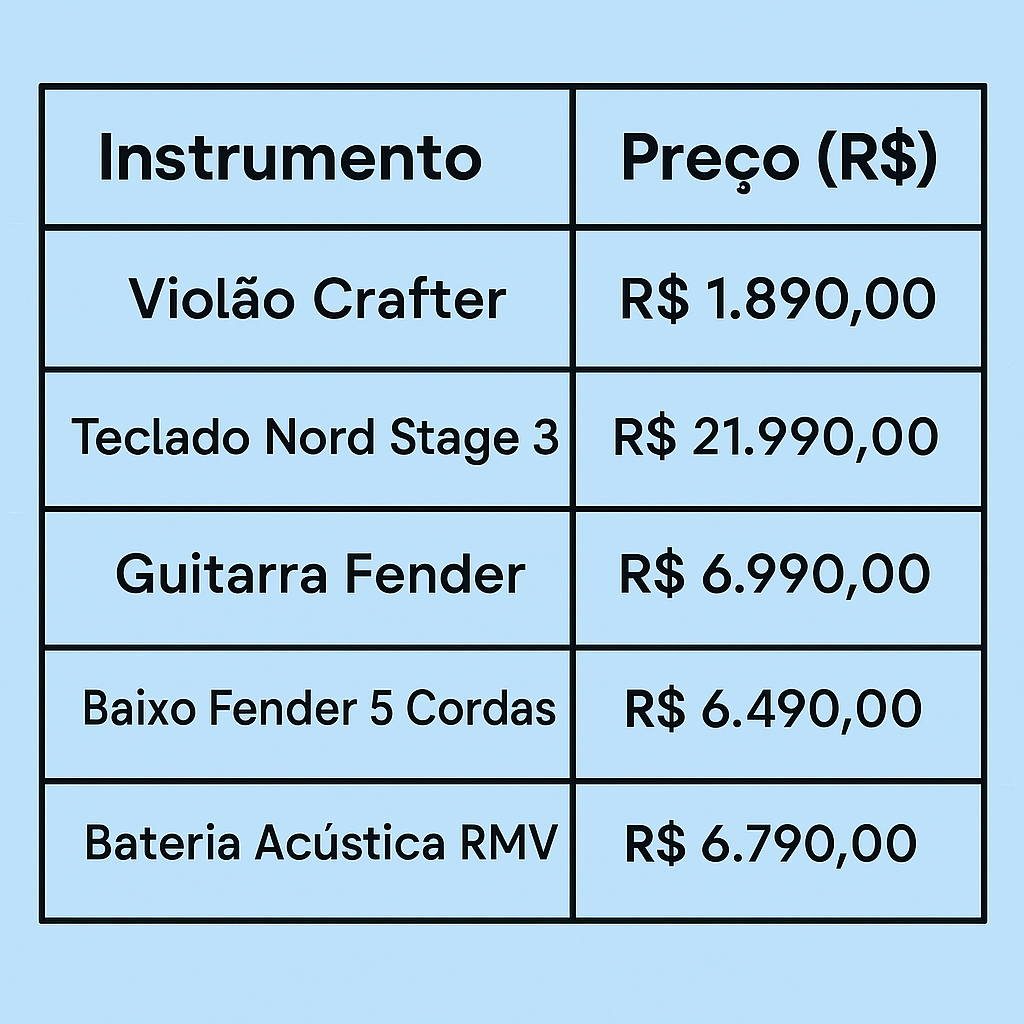 Instrumento Preço (R$)
Violão Crafter R$ 1.890,00
Teclado Nord Stage 3 R$ 21.990,00
Guitarra Fender R$ 6.990,00
Baixo Fender 5 Cordas R$ 6.490,00
Bateria Acústica RMV R$ 6.790,00